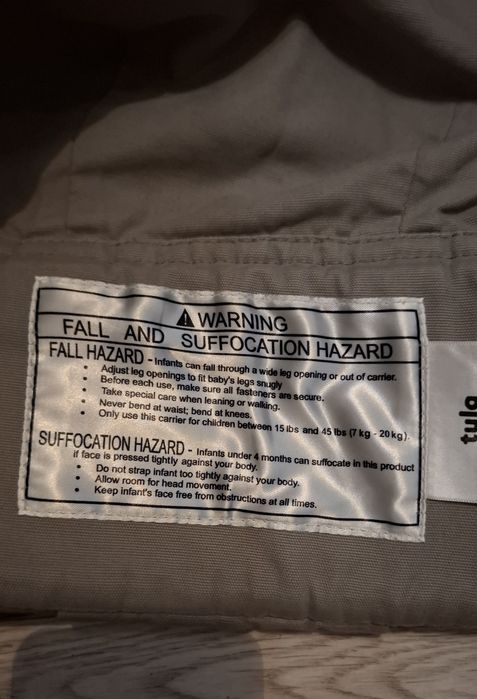 WARNING
FALL AND SUFFOCATION HAZARD
FALL HAZARD - Infants can fall through a wide leg opening or out of carrier.
• Adjust leg openings to fit baby's legs snugly
• Before each use, make sure all fasteners are secure.
• Take special care when leaning or walking.
• Never bend at waist; bend at knees.
• Only use this carrier for children between 15 lbs and 45 lbs (7 kg - 20 kg).
SUFFOCATION HAZARD - Infants under 4 months can suffocate in this product
if face is pressed tightly against your body.
• Do not strap infant too tightly against your body.
• Allow room for head movement.
• Keep infant's face free from obstructions at all times.
tula